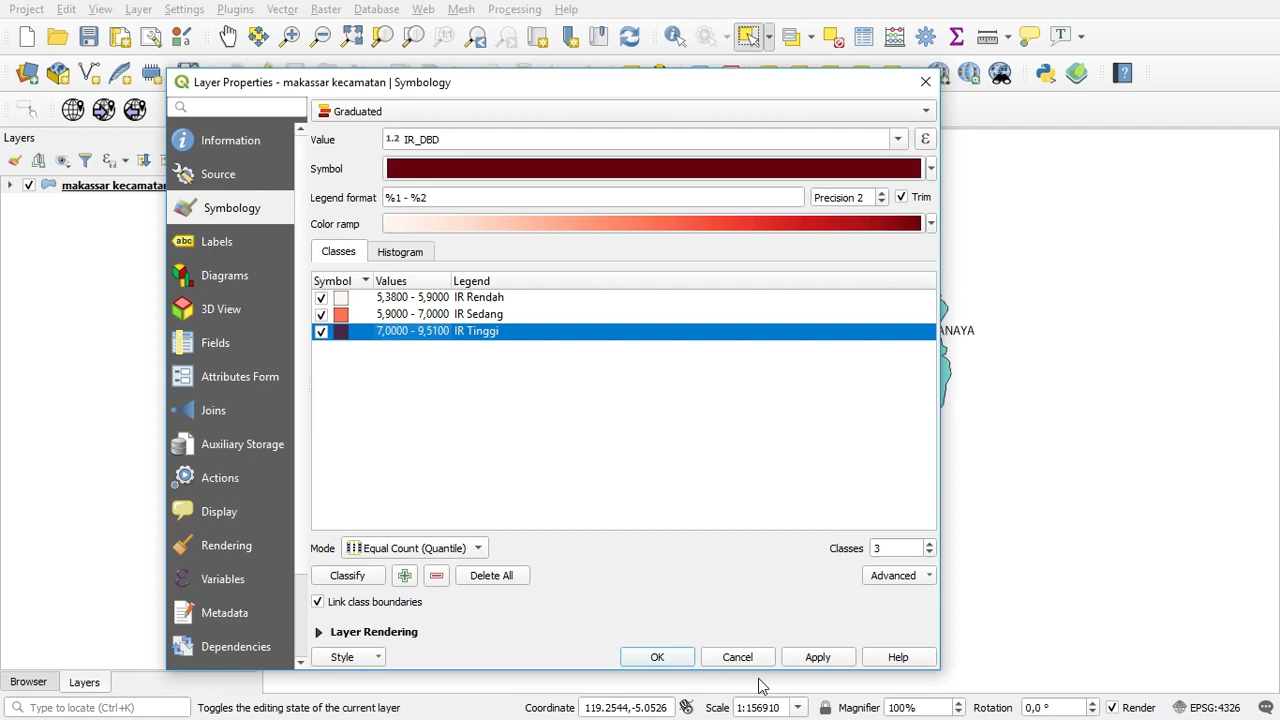 Project Edit View Layer Settings Plugins Vector Raster Database Web Mesh Processing Help
Layer Properties - makassar kecamatan | Symbology
Layers
makassar kecamatan
Information
Source
Symbology
Labels
Diagrams
3D View
Fields
Attributes Form
Joins
Auxiliary Storage
Actions
Display
Rendering
Variables
Metadata
Dependencies
Graduated
Value 1.2 IR_DBD ε
Symbol
Legend format %1 - %2 Precision 2 Trim
Color ramp
Classes Histogram
Symbol Values Legend
5,3800 - 5,9000 IR Rendah
5,9000 - 7,0000 IR Sedang
7,0000 - 9,5100 IR Tinggi
ANAYA
Mode Equal Count (Quantile) Classes 3
Classify Delete All Advanced
Link class boundaries
Layer Rendering
Style OK Cancel Apply Help
Browser Layers
Type to locate (Ctrl+K) Toggles the editing state of the current layer Coordinate 119.2544,-5.0526 Scale 1:156910 Magnifier 100% Rotation 0,0 ° Render EPSG:4326